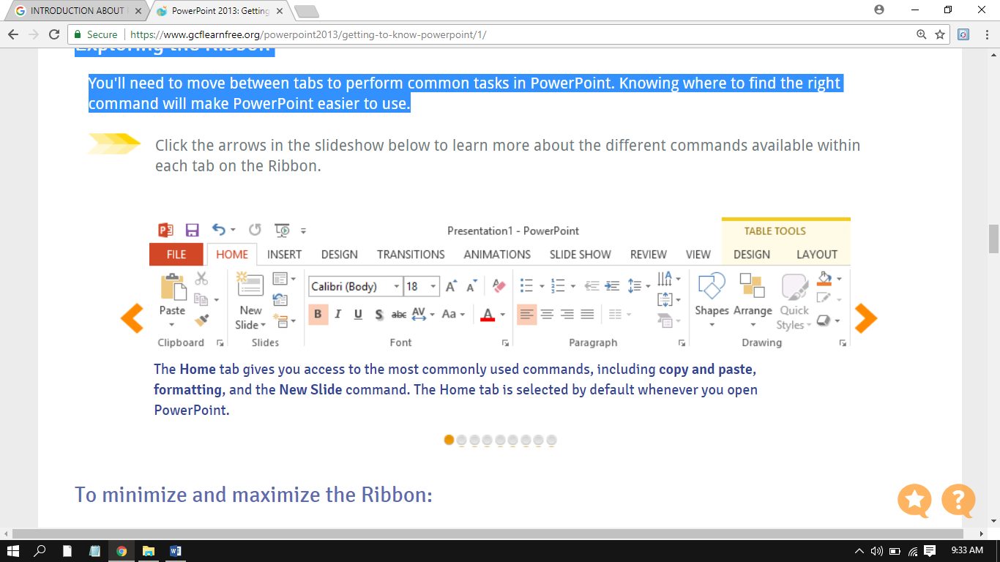 INTRODUCTION ABOUT
PowerPoint 2013: Getting
Secure
https://www.gcflearnfree.org/powerpoint2013/getting-to-know-powerpoint/1/
Exploring the Ribbon
You'll need to move between tabs to perform common tasks in PowerPoint. Knowing where to find the right
command will make PowerPoint easier to use.
Click the arrows in the slideshow below to learn more about the different commands available within
each tab on the Ribbon.
Presentation1 - PowerPoint
TABLE TOOLS
FILE HOME INSERT DESIGN TRANSITIONS ANIMATIONS SLIDE SHOW REVIEW VIEW DESIGN LAYOUT
Calibri (Body) 18
Paste New Slide
B I U S abc AV Aa A
Shapes Arrange Quick Styles
Clipboard Slides Font Paragraph Drawing
The Home tab gives you access to the most commonly used commands, including copy and paste,
formatting, and the New Slide command. The Home tab is selected by default whenever you open
PowerPoint.
To minimize and maximize the Ribbon:
9:33 AM